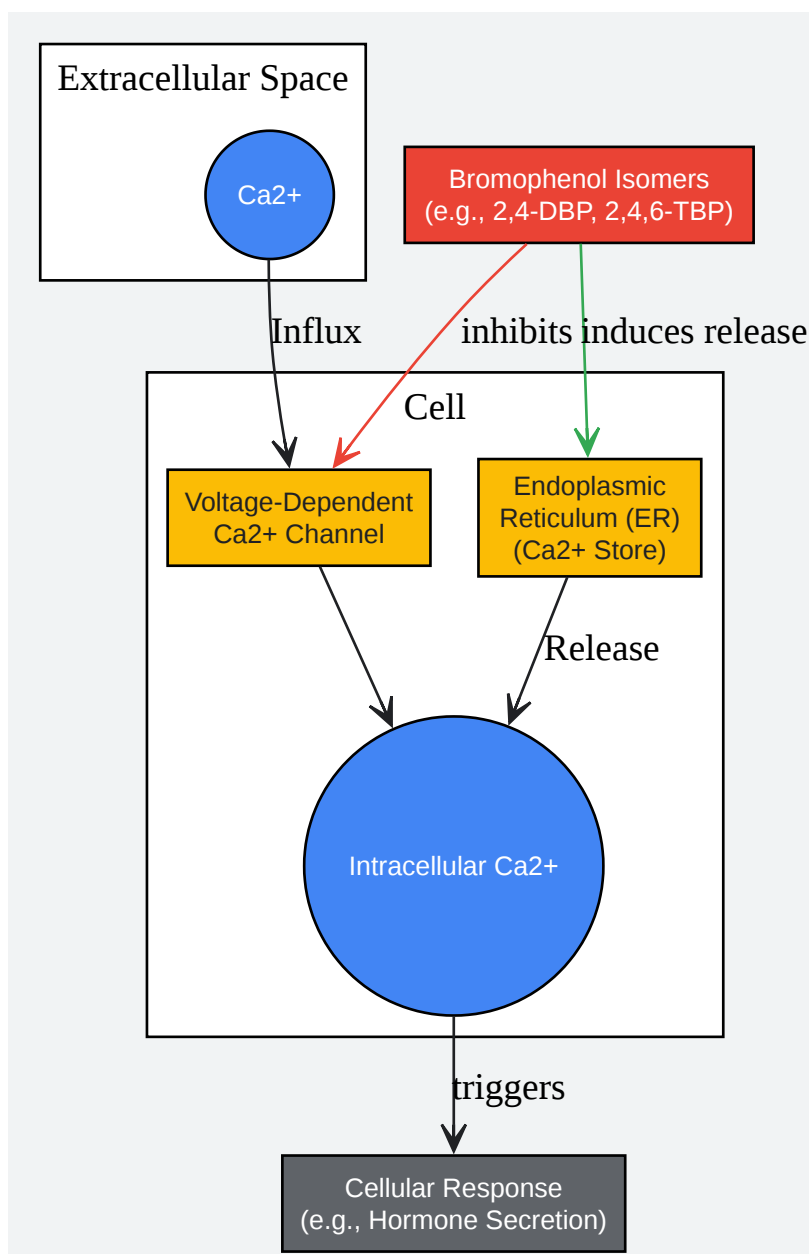 Extracellular Space
Ca2+
Bromophenol Isomers
(e.g., 2,4-DBP, 2,4,6-TBP)
Influx
inhibits
induces release
Cell
Voltage-Dependent
Ca2+ Channel
Endoplasmic
Reticulum (ER)
(Ca2+ Store)
Release
Intracellular Ca2+
triggers
Cellular Response
(e.g., Hormone Secretion)